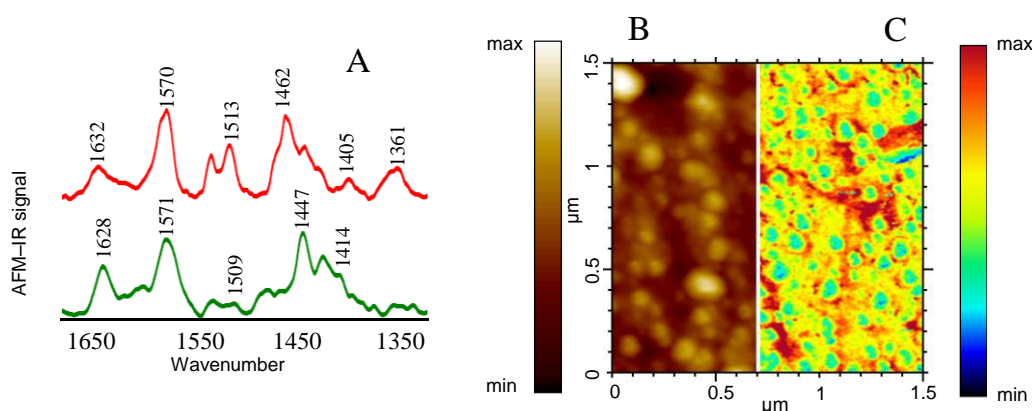 A
AFM–IR signal
1632
1570
1513
1462
1405
1361
1628
1571
1509
1447
1414
1650
1550
1450
1350
Wavenumber
max
min
B
C
1.5
1
0.5
0
µm
0
0.5
1
1.5
µm
max
min